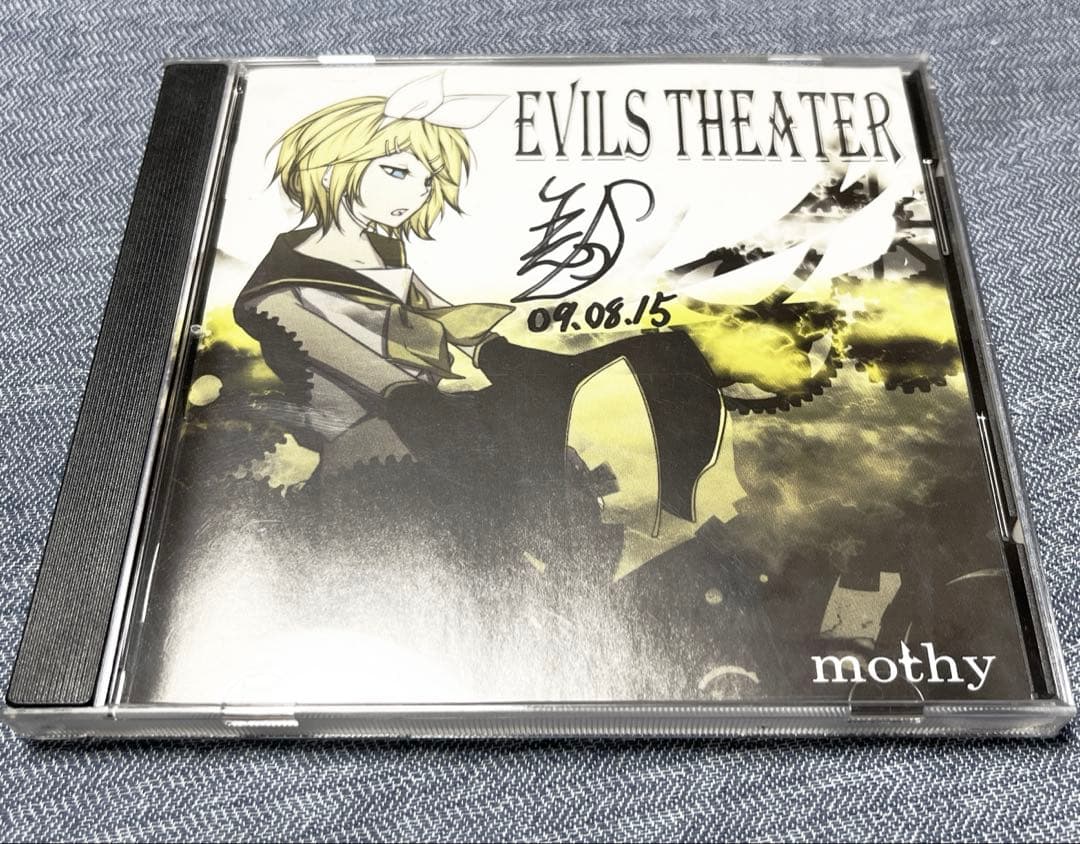 EVILS THEATER
09.08.15
mothy